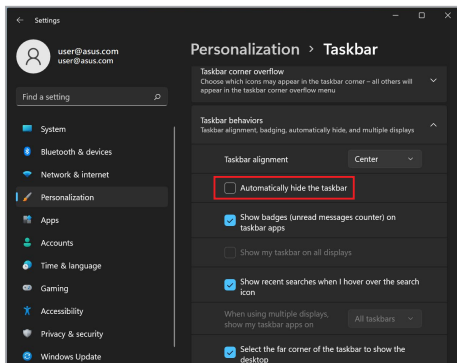 Settings
user@asus.com
user@asus.com
Find a setting
System
Bluetooth & devices
Network & internet
Personalization
Apps
Accounts
Time & language
Gaming
Accessibility
Privacy & security
Windows Update
Personalization > Taskbar
Taskbar corner overflow
Choose which icons may appear in the taskbar corner – all others will
appear in the taskbar corner overflow menu
Taskbar behaviors
Taskbar alignment, badging, automatically hide, and multiple displays
Taskbar alignment Center
Automatically hide the taskbar
Show badges (unread messages counter) on
taskbar apps
Show my taskbar on all displays
Show recent searches when I hover over the search
icon
When using multiple displays,
show my taskbar apps on All taskbars
Select the far corner of the taskbar to show the
desktop